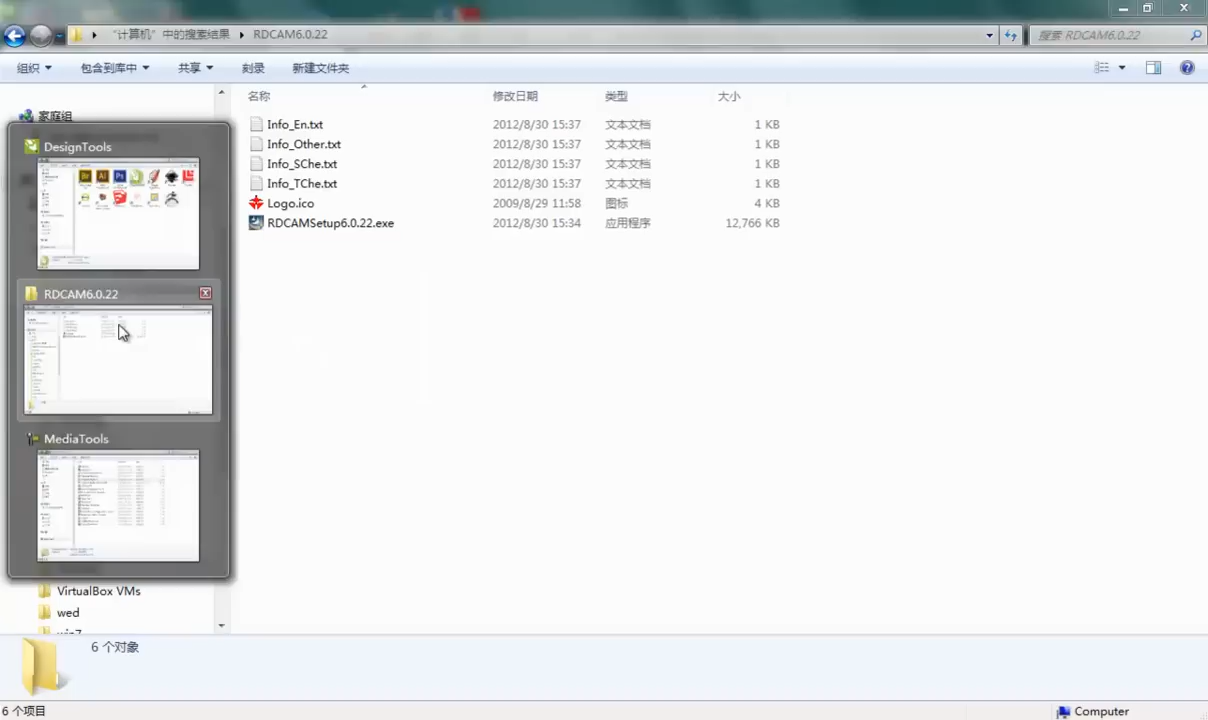 "计算机" 中的搜索结果 RDCAM6.0.22 搜索 RDCAM6.0.22
组织 包含到库中 共享 刻录 新建文件夹
名称 修改日期 类型 大小
家庭组
Info_En.txt 2012/8/30 15:37 文本文档 1 KB
Info_Other.txt 2012/8/30 15:37 文本文档 1 KB
Info_SChe.txt 2012/8/30 15:37 文本文档 1 KB
Info_TChe.txt 2012/8/30 15:37 文本文档 1 KB
Logo.ico 2009/8/29 11:58 图标 4 KB
RDCAMSetup6.0.22.exe 2012/8/30 15:34 应用程序 12,766 KB
DesignTools
RDCAM6.0.22
MediaTools
VirtualBox VMs
wed
win7
6 个对象
6 个项目 Computer